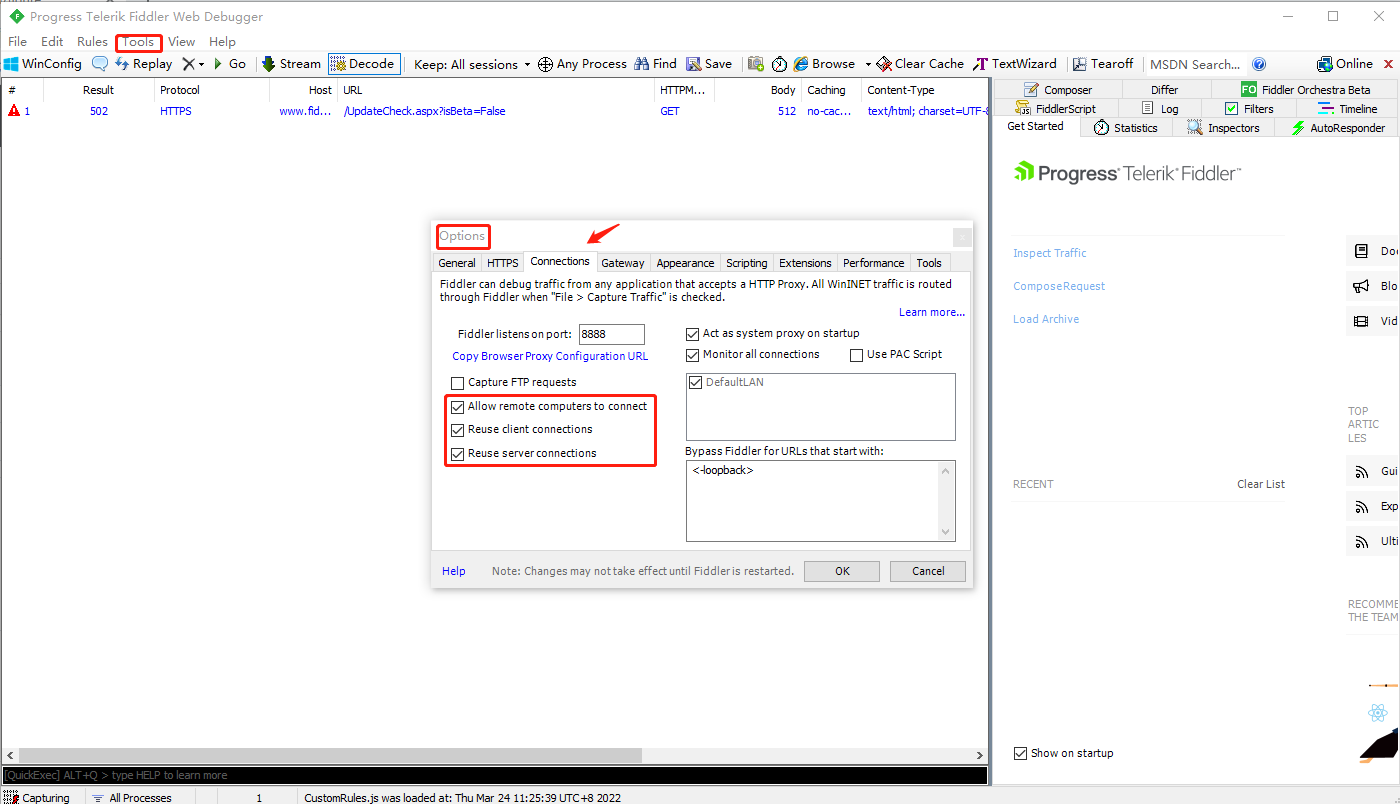 Progress Telerik Fiddler Web Debugger
File Edit Rules Tools View Help
WinConfig Replay Go Stream Decode Keep: All sessions Any Process Find Save Browse Clear Cache TextWizard Tearoff MSDN Search... Online
# Result Protocol Host URL HTTPM... Body Caching Content-Type
1 502 HTTPS www.fid... /UpdateCheck.aspx?isBeta=False GET 512 no-cac... text/html; charset=UTF-8
Composer Differ FO Fiddler Orchestra Beta
FiddlerScript Log Filters Timeline
Get Started Statistics Inspectors AutoResponder
Progress Telerik Fiddler
Inspect Traffic
ComposeRequest
Load Archive
Doc
Blo
Vid
TOP
ARTIC
LES
RECENT Clear List
Gui
Exp
Ulti
RECOMME
THE TEAM
Show on startup
Options
General HTTPS Connections Gateway Appearance Scripting Extensions Performance Tools
Fiddler can debug traffic from any application that accepts a HTTP Proxy. All WinINET traffic is routed
through Fiddler when "File > Capture Traffic" is checked.
Learn more...
Fiddler listens on port: 8888
Copy Browser Proxy Configuration URL
Capture FTP requests
Allow remote computers to connect
Reuse client connections
Reuse server connections
Act as system proxy on startup
Monitor all connections Use PAC Script
DefaultLAN
Bypass Fiddler for URLs that start with:
<-loopback>
Help Note: Changes may not take effect until Fiddler is restarted. OK Cancel
[QuickExec] ALT+Q > type HELP to learn more
Capturing All Processes 1 CustomRules.js was loaded at: Thu Mar 24 11:25:39 UTC+8 2022